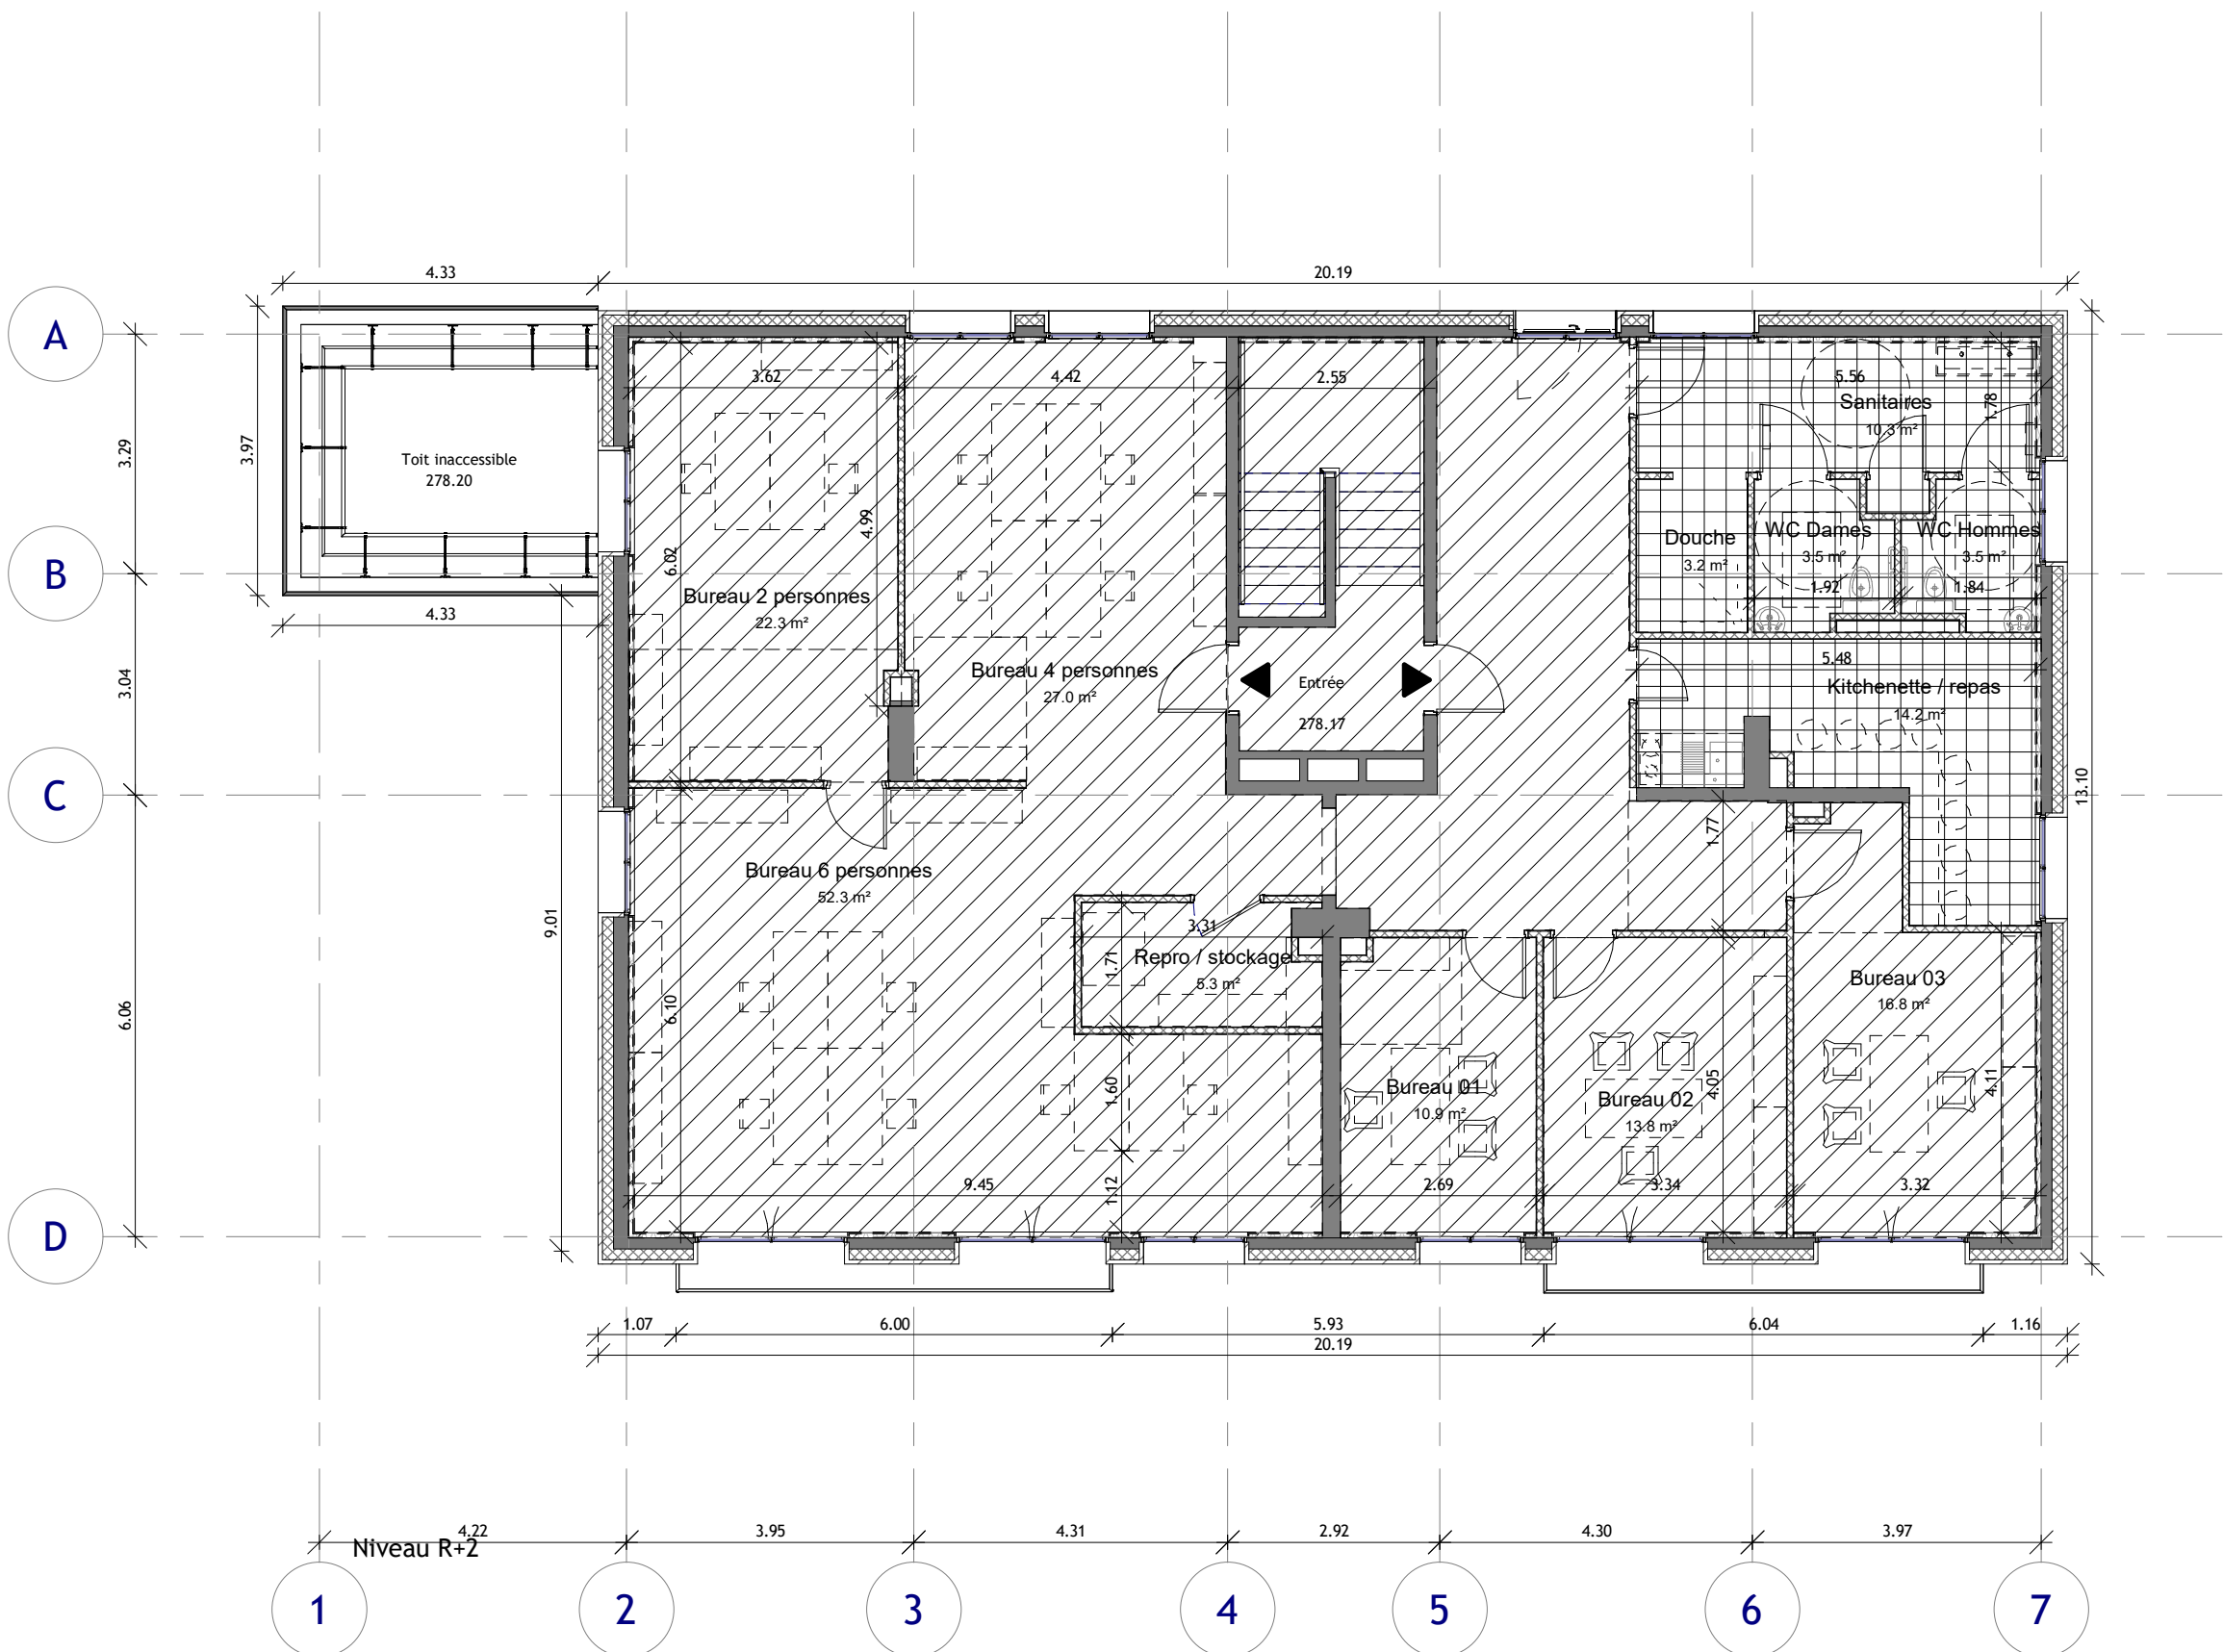 4.33
20.19
A
3.62
4.42
2.55
5.56
Sanitaires
10.3 m²
1.78
3.29
3.97
Toit inaccessible
278.20
4.99
6.02
WC Dames
3.5 m²
WC Hommes
3.5 m²
Douche
3.2 m²
B
1.92
1.84
Bureau 2 personnes
22.3 m²
4.33
Bureau 4 personnes
27.0 m²
Entrée
278.17
5.48
Kitchenette / repas
14.2 m²
3.04
C
13.10
1.77
Bureau 6 personnes
52.3 m²
9.01
3.31
Repro / stockage
5.3 m²
1.71
Bureau 03
16.8 m²
6.06
6.10
1.60
Bureau 01
10.9 m²
Bureau 02
13.8 m²
4.05
4.11
1.12
9.45
2.69
3.34
3.32
D
1.07
6.00
5.93
6.04
1.16
20.19
4.22
3.95
4.31
2.92
4.30
3.97
Niveau R+2
1
2
3
4
5
6
7